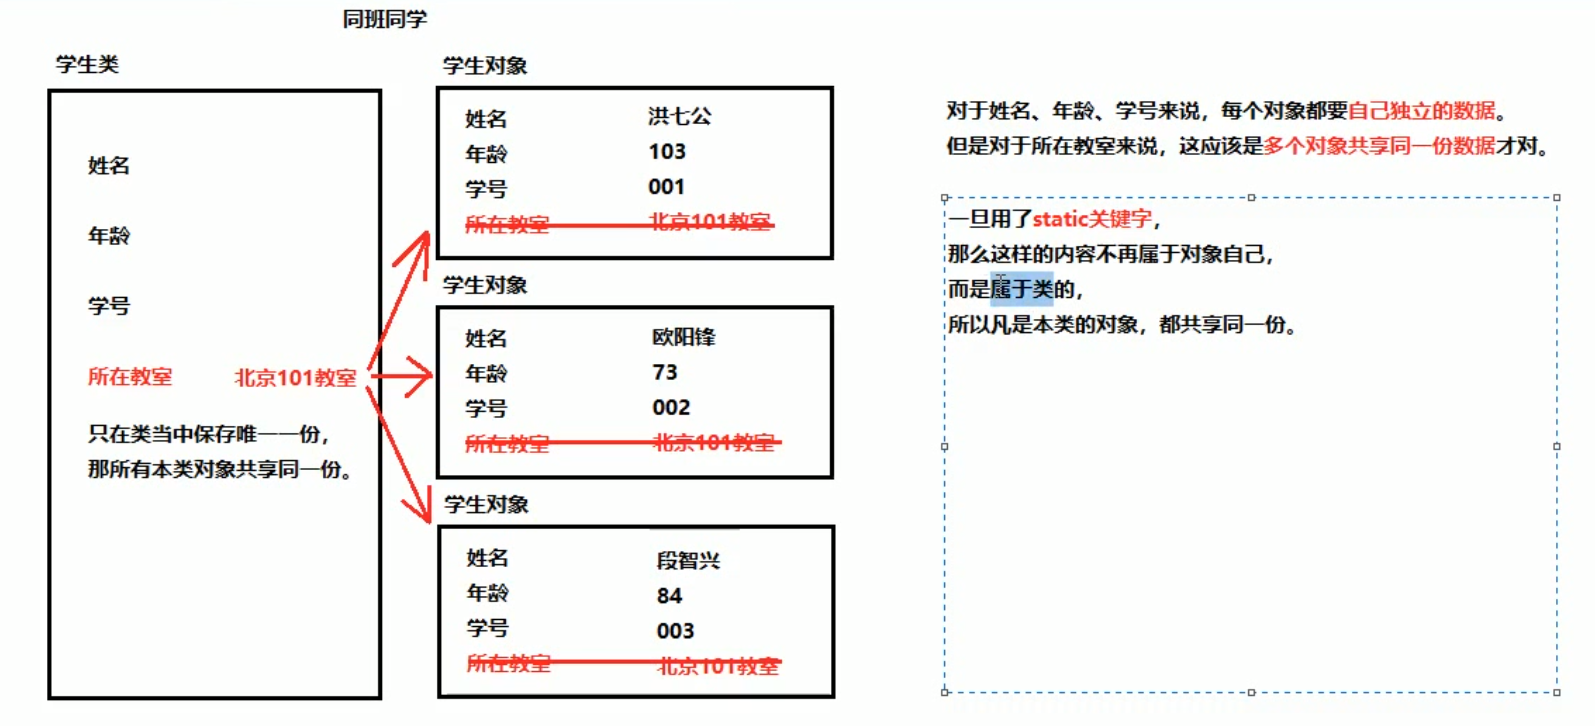 同班同学
学生类
姓名
年龄
学号
所在教室 北京101教室
只在类当中保存唯一一份，
那所有本类对象共享同一份。
学生对象
姓名 洪七公
年龄 103
学号 001
所在教室 北京101教室
学生对象
姓名 欧阳锋
年龄 73
学号 002
所在教室 北京101教室
学生对象
姓名 段智兴
年龄 84
学号 003
所在教室 北京101教室
对于姓名、年龄、学号来说，每个对象都要自己独立的数据。
但是对于所在教室来说，这应该是多个对象共享同一份数据才对。
一旦用了static关键字，
那么这样的内容不再属于对象自己，
而是属于类的，
所以凡是本类的对象，都共享同一份。